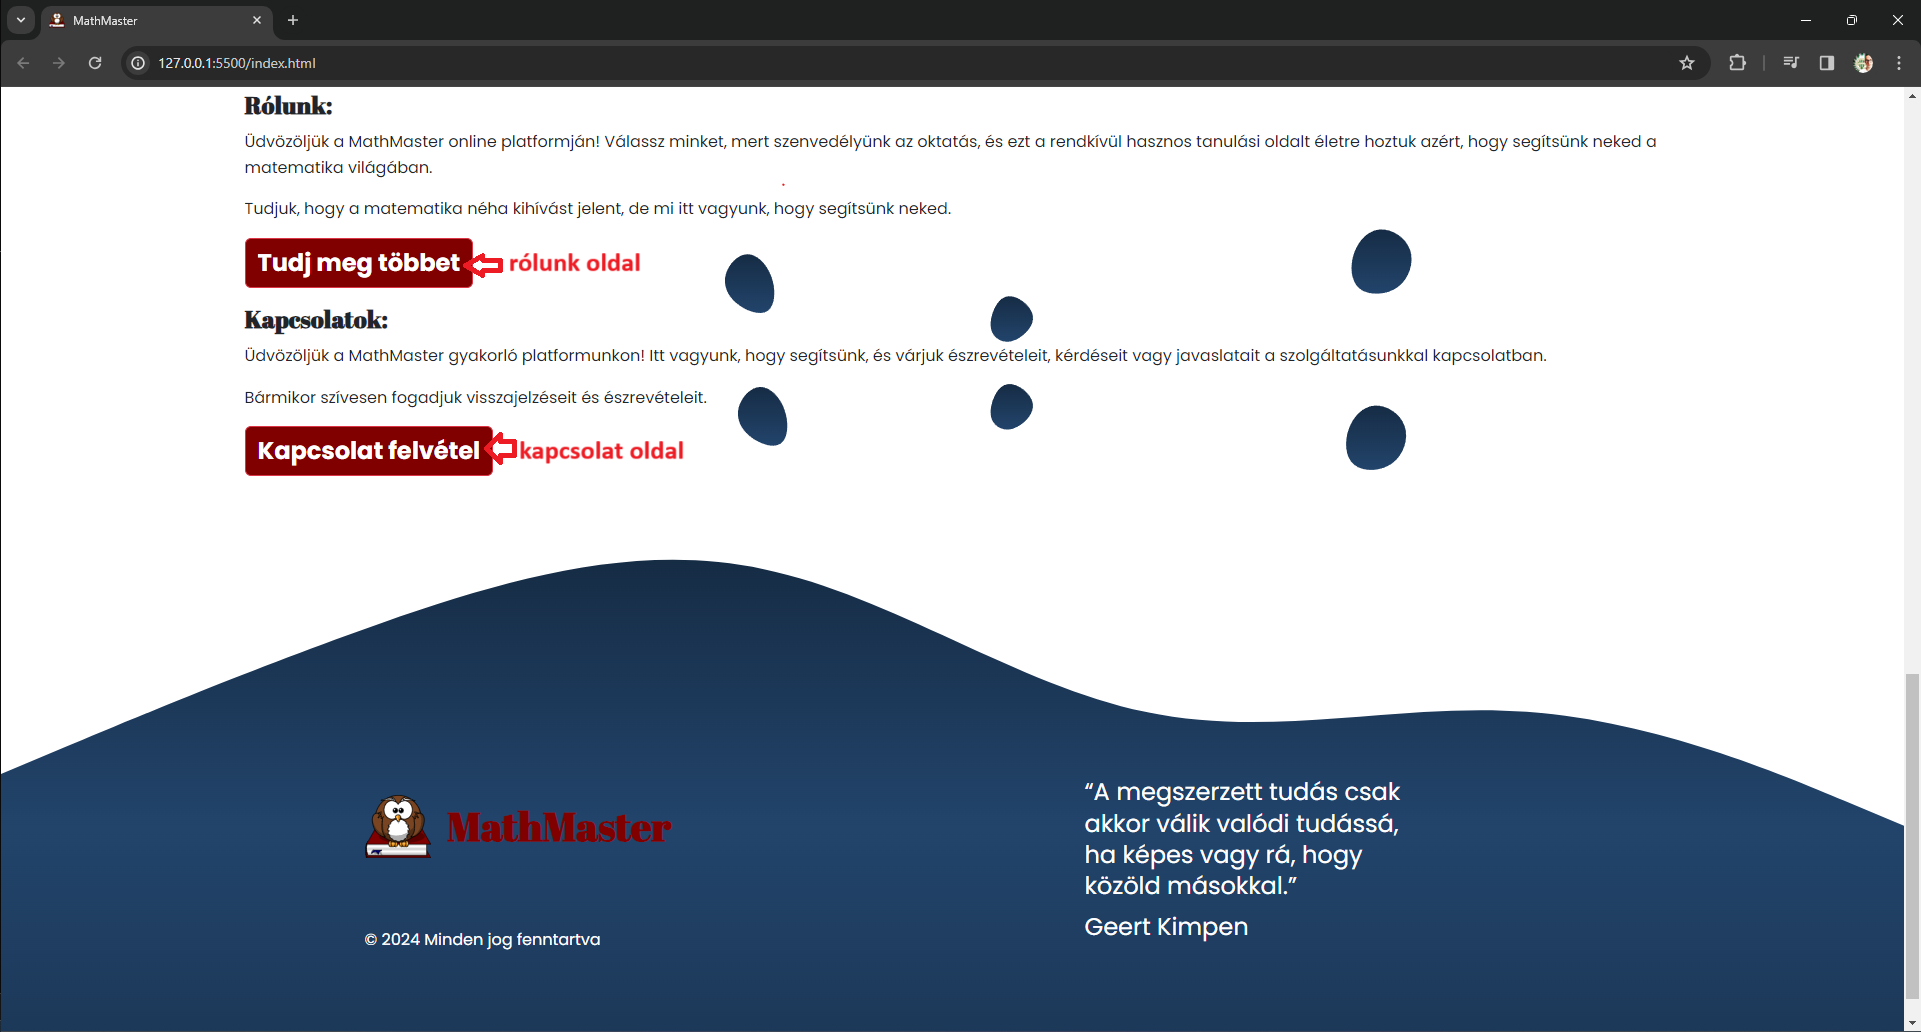 MathMaster
127.0.0.1:5500/index.html
Rólunk:
Üdvözöljük a MathMaster online platformján! Válassz minket, mert szenvedélyünk az oktatás, és ezt a rendkívül hasznos tanulási oldalt életre hoztuk azért, hogy segítsünk neked a
matematika világában.
Tudjuk, hogy a matematika néha kihívást jelent, de mi itt vagyunk, hogy segítsünk neked.
Tudj meg többet rólunk oldal
Kapcsolatok:
Üdvözöljük a MathMaster gyakorló platformunkon! Itt vagyunk, hogy segítsünk, és várjuk észrevételeit, kérdéseit vagy javaslatait a szolgáltatásunkkal kapcsolatban.
Bármikor szívesen fogadjuk visszajelzéseit és észrevételeit.
Kapcsolat felvétel kapcsolat oldal
MathMaster
© 2024 Minden jog fenntartva
“A megszerzett tudás csak
akkor válik valódi tudássá,
ha képes vagy rá, hogy
közöld másokkal.”
Geert Kimpen